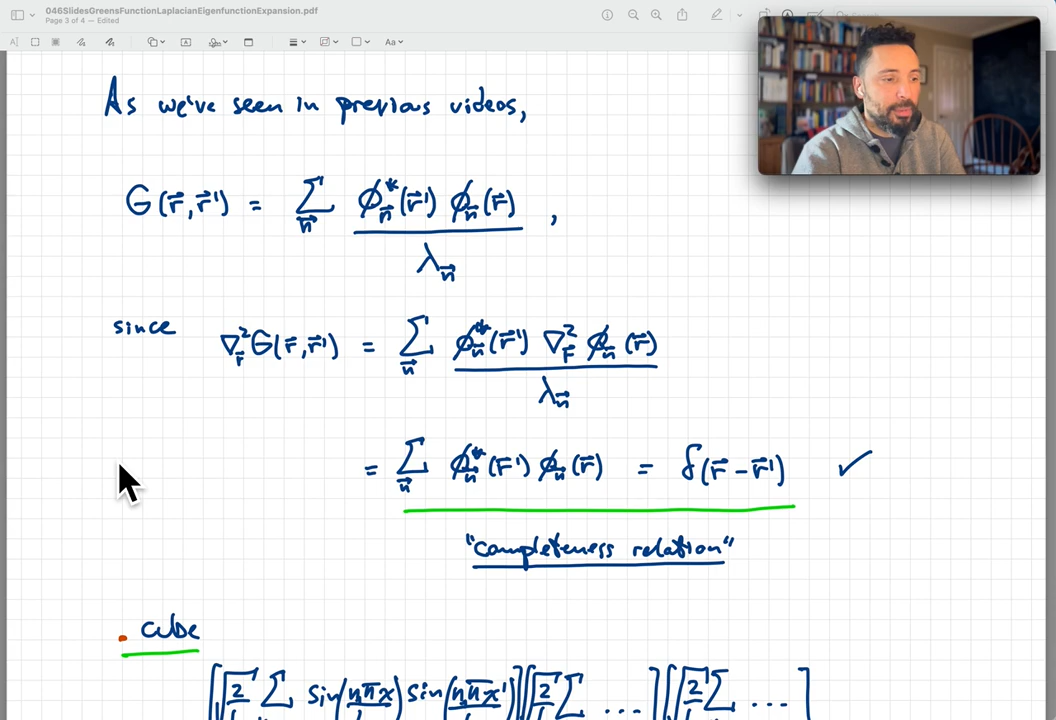 046SlidesGreensFunctionLaplacianEigenfunctionExpansion.pdf
Page 3 of 4 — Edited
Aa
As we've seen in previous videos,
G(r⃗,r⃗') = Σ_n⃗ ϕ*_n⃗(r⃗') ϕ_n⃗(r⃗) / λ_n⃗ ,
since ∇²_r⃗ G(r⃗,r⃗') = Σ_n⃗ ϕ*_n⃗(r⃗') ∇²_r⃗ ϕ_n⃗(r⃗) / λ_n⃗
= Σ_n⃗ ϕ*_n⃗(r⃗') ϕ_n⃗(r⃗) = δ(r⃗ - r⃗') ✓
"completeness relation"
. cube